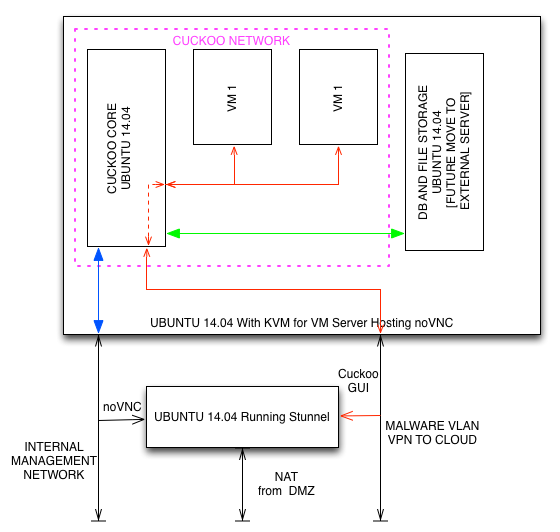 CUCKOO NETWORK
CUCKOO CORE
UBUNTU 14.04
VM 1
VM 1
DB AND FILE STORAGE
UBUNTU 14.04
[FUTURE MOVE TO
EXTERNAL SERVER]
UBUNTU 14.04 With KVM for VM Server Hosting noVNC
Cuckoo
GUI
noVNC
UBUNTU 14.04 Running Stunnel
MALWARE VLAN
VPN TO CLOUD
INTERNAL
MANAGEMENT
NETWORK
NAT
from DMZ